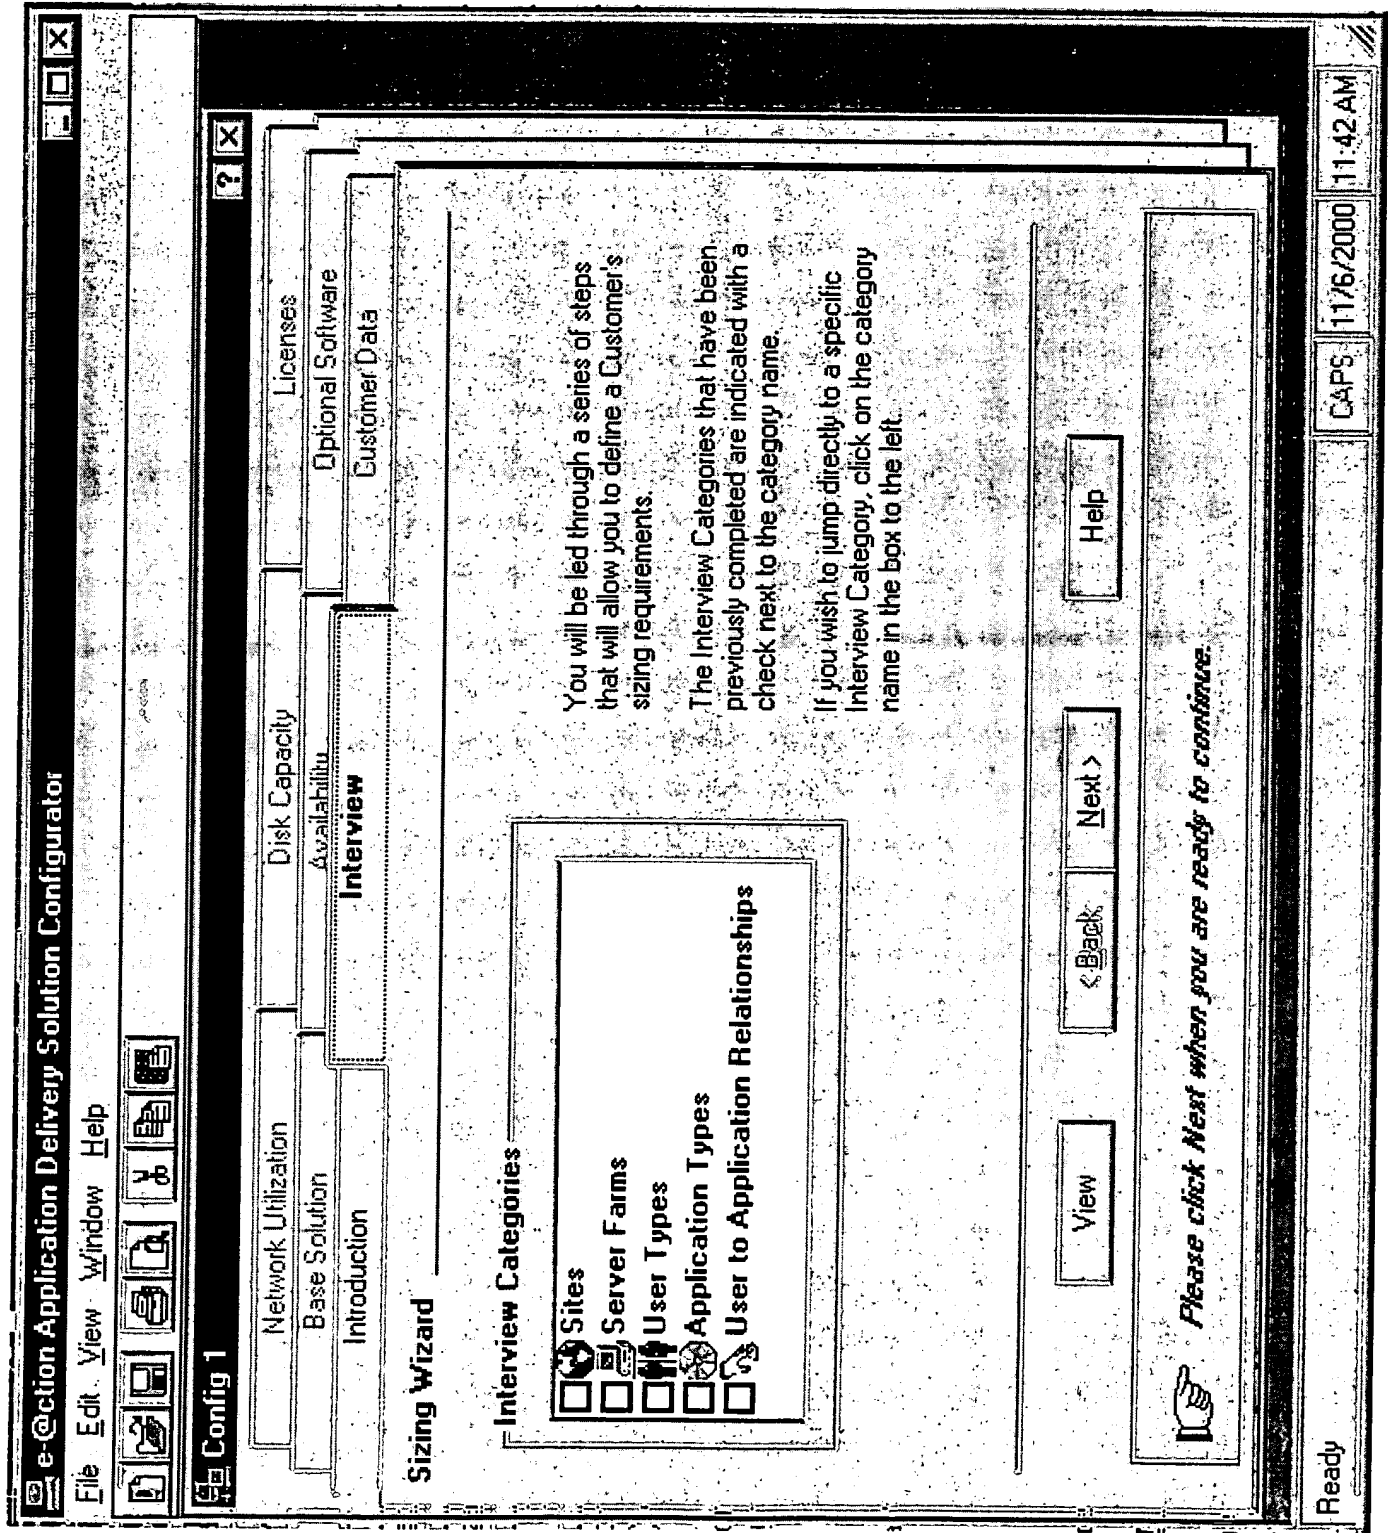 e-@ction Application Delivery Solution Configurator
File Edit View Window Help
Config 1
Network Utilization Disk Capacity Licenses
Base Solution Availability Optional Software
Introduction Interview Customer Data
Sizing Wizard
Interview Categories
Sites
Server Farms
User Types
Application Types
User to Application Relationships
You will be led through a series of steps
that will allow you to define a Customer's
sizing requirements.
The Interview Categories that have been
previously completed are indicated with a
check next to the category name.
If you wish to jump directly to a specific
Interview Category, click on the category
name in the box to the left.
View < Back Next > Help
Please click Next when you are ready to continue.
Ready CAPS 11/6/2000 11:42 AM